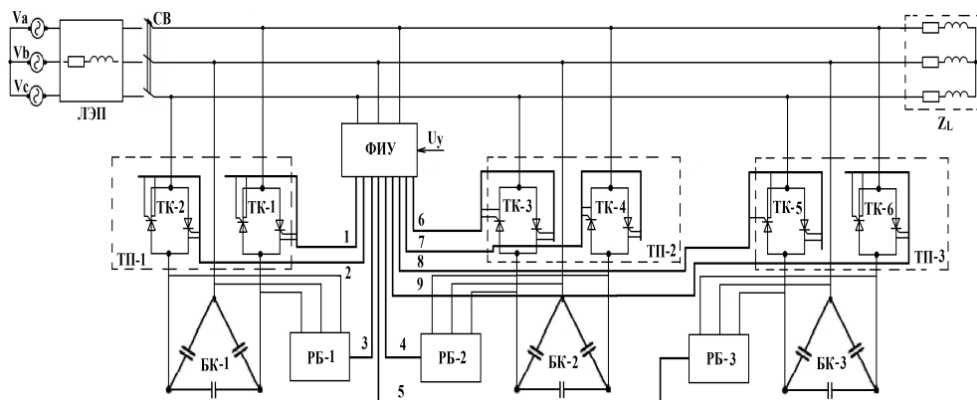 Va
СВ
Vb
Vc
ЛЭП
Z_L
ФИУ
Uу
ТК-2
ТК-1
ТК-3
ТК-4
ТК-5
ТК-6
1
6
7
ТП-1
ТП-2
ТП-3
2
8
9
БК-1
РБ-1
3
4
РБ-2
БК-2
РБ-3
БК-3
5